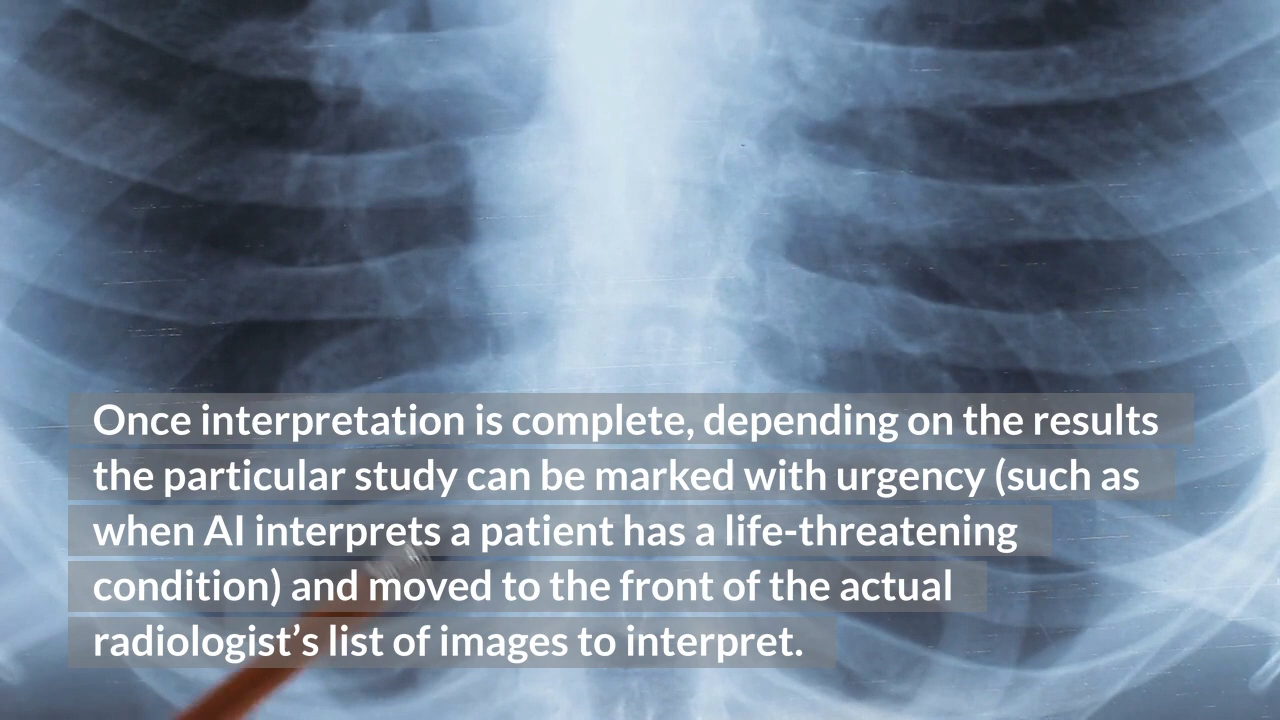 Once interpretation is complete, depending on the results
the particular study can be marked with urgency (such as
when AI interprets a patient has a life-threatening
condition) and moved to the front of the actual
radiologist’s list of images to interpret.